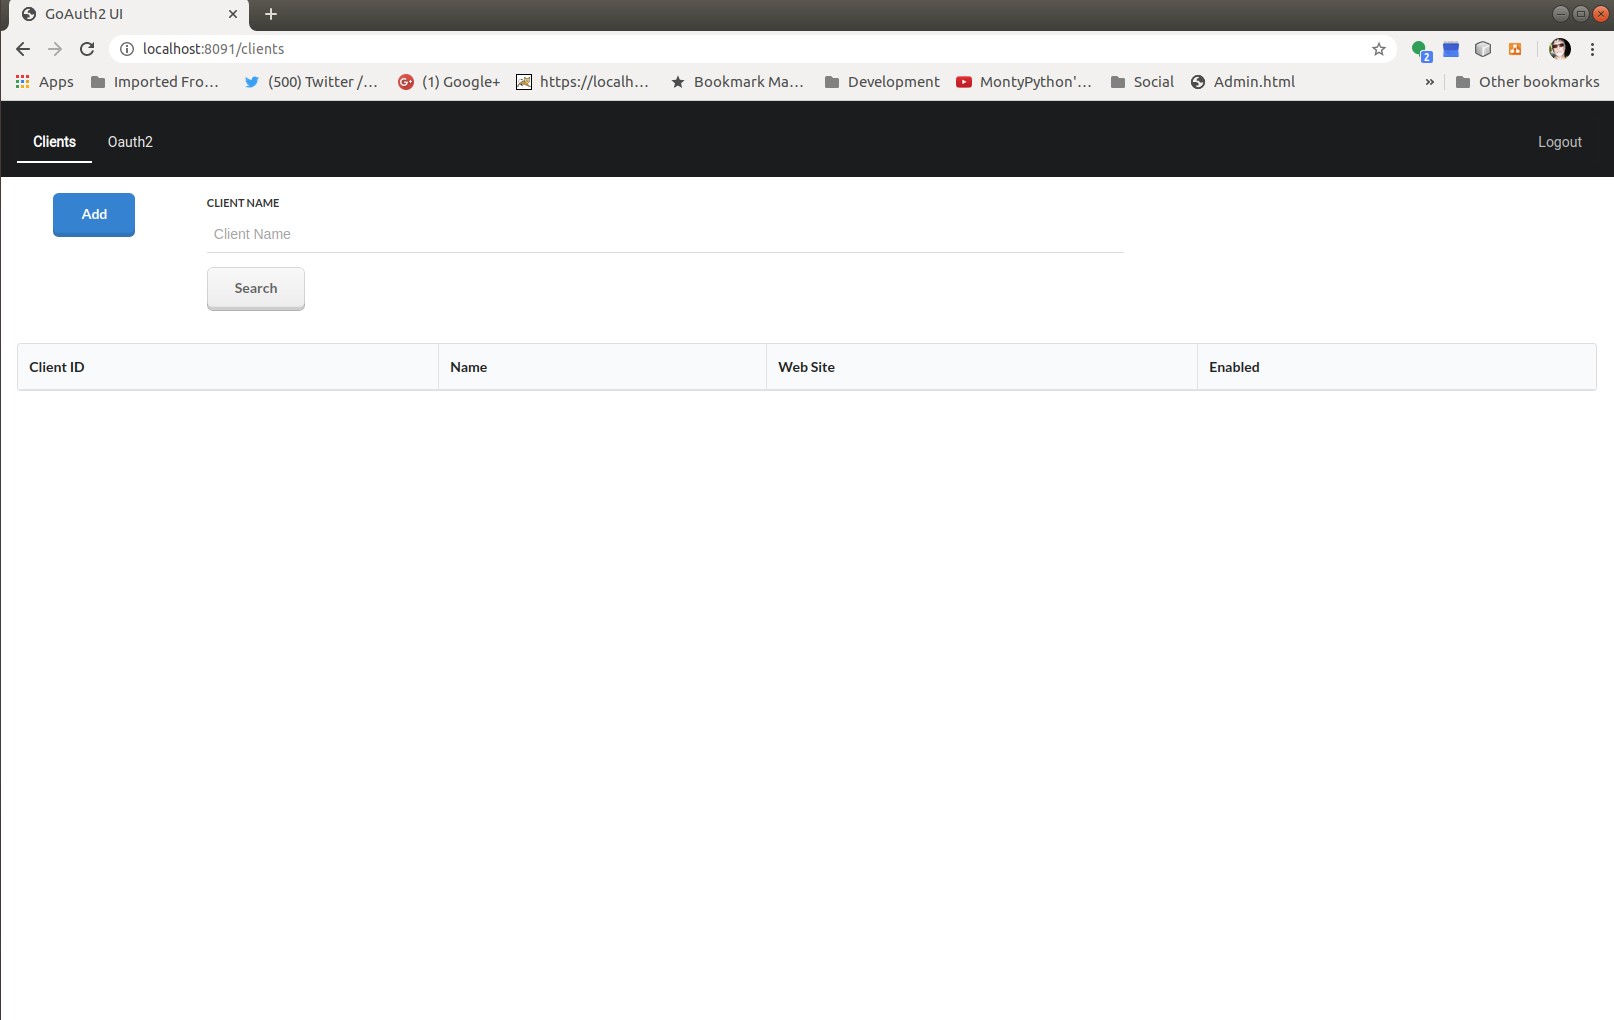 GoAuth2 UI
localhost:8091/clients
2
Apps Imported Fro... (500) Twitter /... (1) Google+ https://localh... Bookmark Ma... Development MontyPython'... Social Admin.html » Other bookmarks
Clients Oauth2 Logout
Add
CLIENT NAME
Client Name
Search
Client ID Name Web Site Enabled